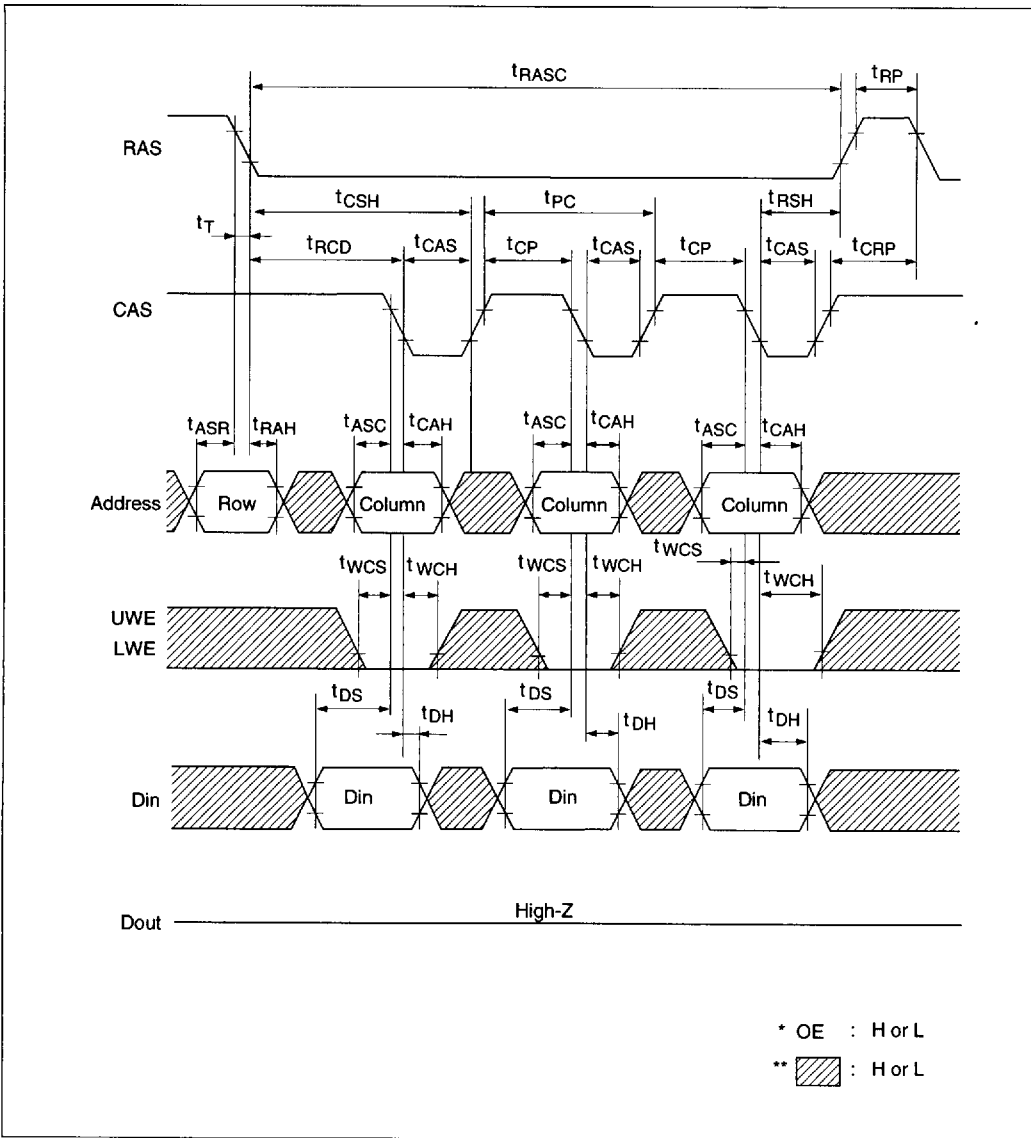 tRASC tRP
RAS
tCSH tPC tRSH
tT
tRCD tCAS tCP tCAS tCP tCAS tCRP
CAS
tASR tRAH tASC tCAH tASC tCAH tASC tCAH
Address Row Column Column Column
tWCS tWCH tWCS tWCH tWCS tWCH
UWE
LWE
tDS tDH tDS tDH tDS tDH
Din Din Din Din
Dout High-Z
* OE : H or L
** : H or L